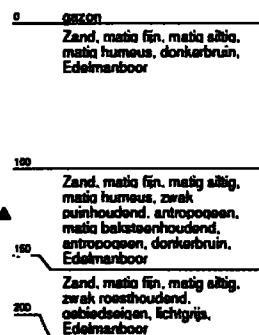 0 gazon
Zand, matig fijn, matig siltig,
matig humeus, donkerbruin,
Edelmanboor
100
Zand, matig fijn, matig siltig,
matig humeus, zwak
puinhoudend, antropogeen,
matig baksteenhoudend,
antropogeen, donkerbruin,
150 Edelmanboor
Zand, matig fijn, matig siltig,
zwak roesthoudend,
gebiedseigen, lichtgrijs,
200 Edelmanboor